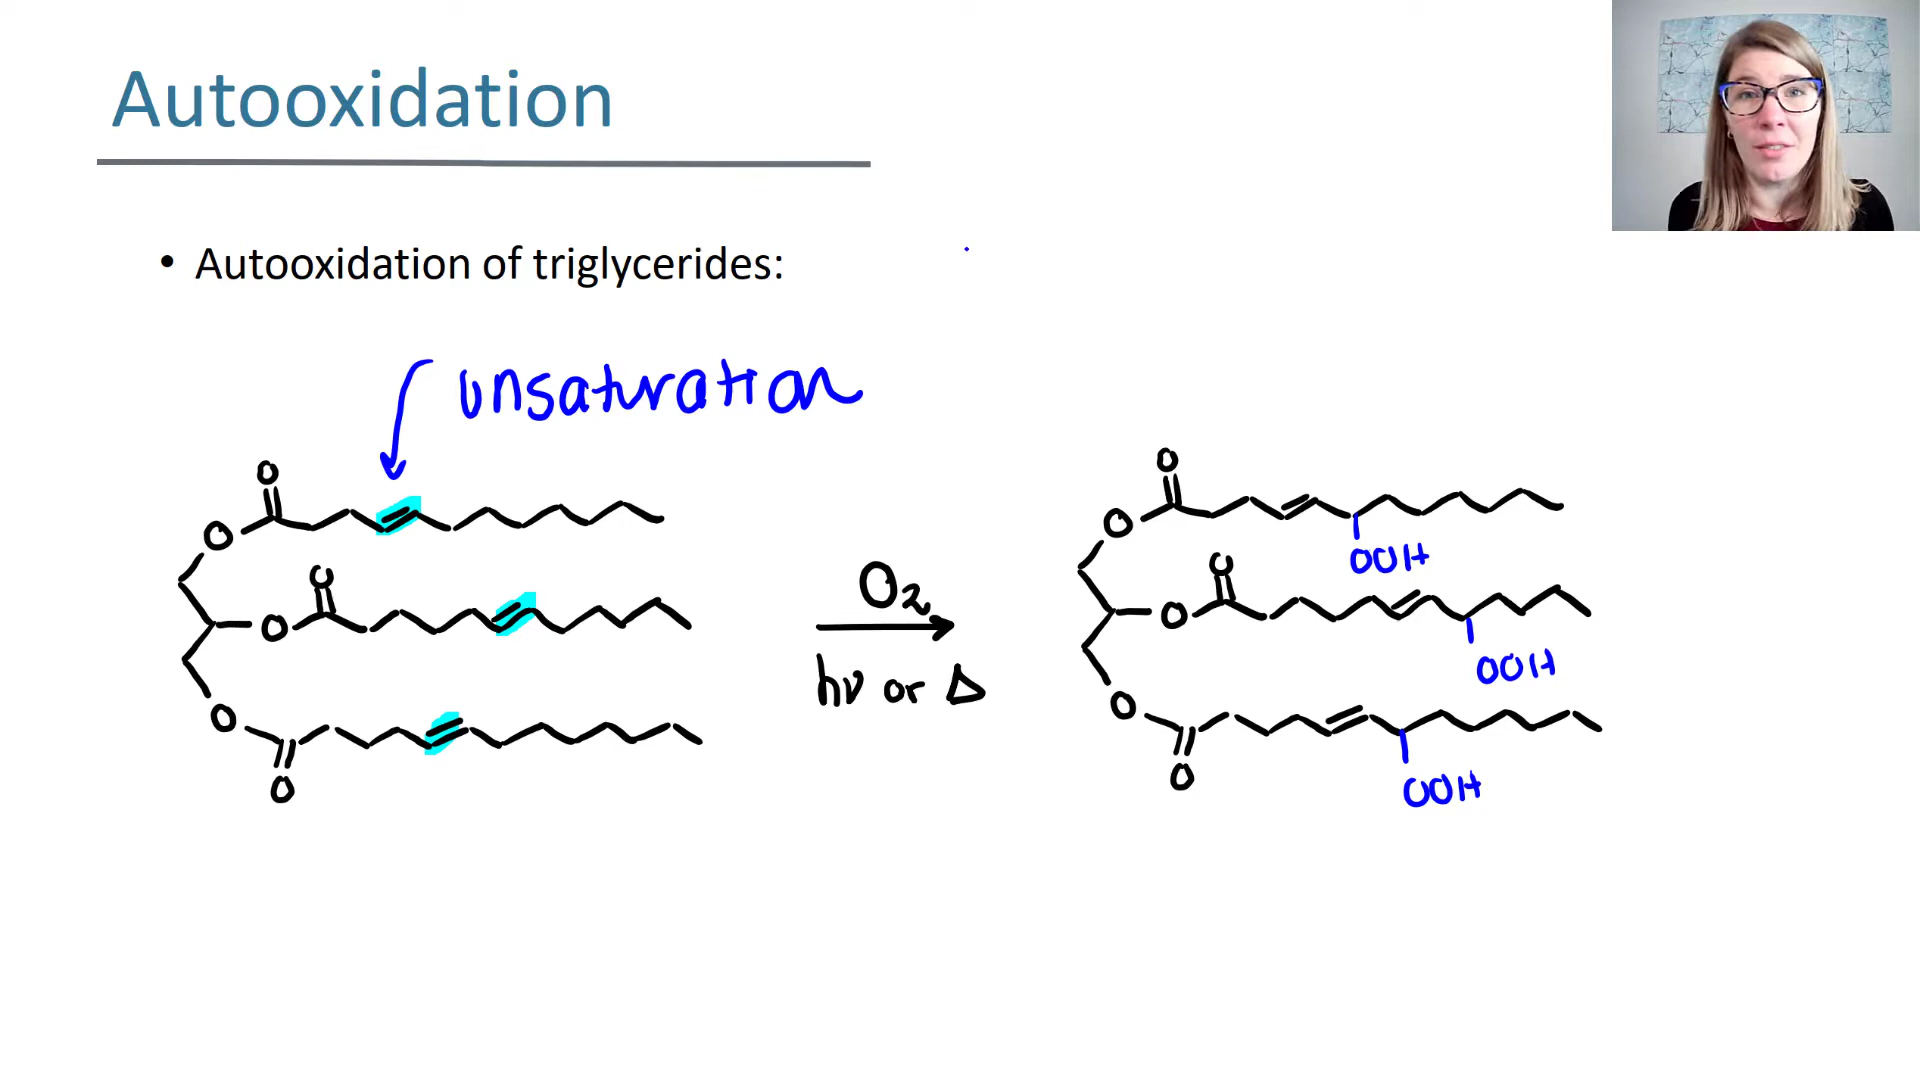 Autooxidation
• Autooxidation of triglycerides:
unsaturation
O
O
O
O
O
O
O₂
hν or Δ
O
O
OOH
O
O
OOH
O
O
OOH